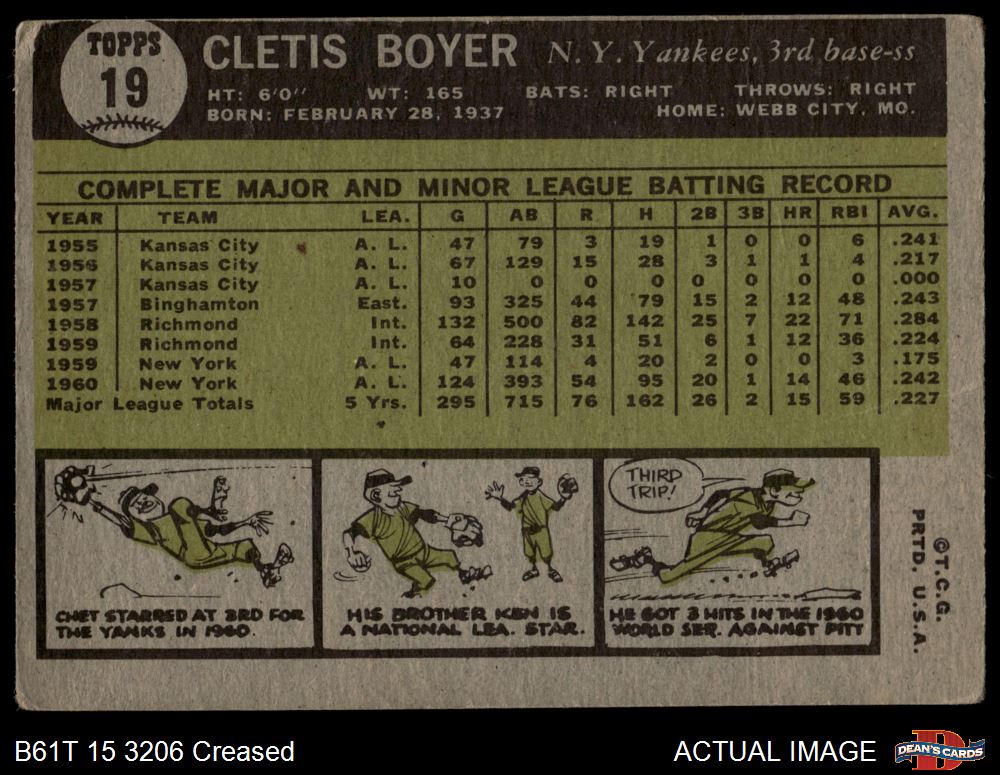 TOPPS
19
CLETIS BOYER N.Y. Yankees, 3rd base-ss
HT: 6'0" WT: 165 BATS: RIGHT THROWS: RIGHT
BORN: FEBRUARY 28, 1937 HOME: WEBB CITY, MO.
COMPLETE MAJOR AND MINOR LEAGUE BATTING RECORD
YEAR TEAM LEA. G AB R H 2B 3B HR RBI AVG.
1955 Kansas City A. L. 47 79 3 19 1 0 0 6 .241
1956 Kansas City A. L. 67 129 15 28 3 1 1 4 .217
1957 Kansas City A. L. 10 0 0 0 0 0 0 0 .000
1957 Binghamton East. 93 325 44 79 15 2 12 48 .243
1958 Richmond Int. 132 500 82 142 25 7 22 71 .284
1959 Richmond Int. 64 228 31 51 6 1 12 36 .224
1959 New York A. L. 47 114 4 20 2 0 0 3 .175
1960 New York A. L. 124 393 54 95 20 1 14 46 .242
Major League Totals 5 Yrs. 295 715 76 162 26 2 15 59 .227
CHET STARRED AT 3RD FOR
THE YANKS IN 1960.
HIS BROTHER KEN IS
A NATIONAL LEA. STAR.
THIRD
TRIP!
HE GOT 3 HITS IN THE 1960
WORLD SER. AGAINST PITT
©T.C.G.
PRTD. U.S.A.
B61T 15 3206 Creased
ACTUAL IMAGE
D
DEAN'S CARDS